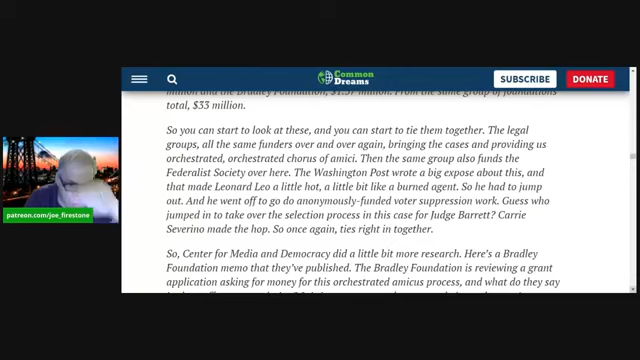 Common
Dreams
SUBSCRIBE
DONATE
million and the Bradley Foundation, $1.37 million. From the same group of foundations
total, $33 million.
So you can start to look at these, and you can start to tie them together. The legal
groups, all the same funders over and over again, bringing the cases and providing us
orchestrated, orchestrated chorus of amici. Then the same group also funds the
Federalist Society over here. The Washington Post wrote a big expose about this, and
that made Leonard Leo a little hot, a little bit like a burned agent. So he had to jump
out. And he went off to go do anonymously-funded voter suppression work. Guess who
jumped in to take over the selection process in this case for Judge Barrett? Carrie
Severino made the hop. So once again, ties right in together.
So, Center for Media and Democracy did a little bit more research. Here's a Bradley
Foundation memo that they've published. The Bradley Foundation is reviewing a grant
application asking for money for this orchestrated amicus process, and what do they say
patreon.com/joe_firestone